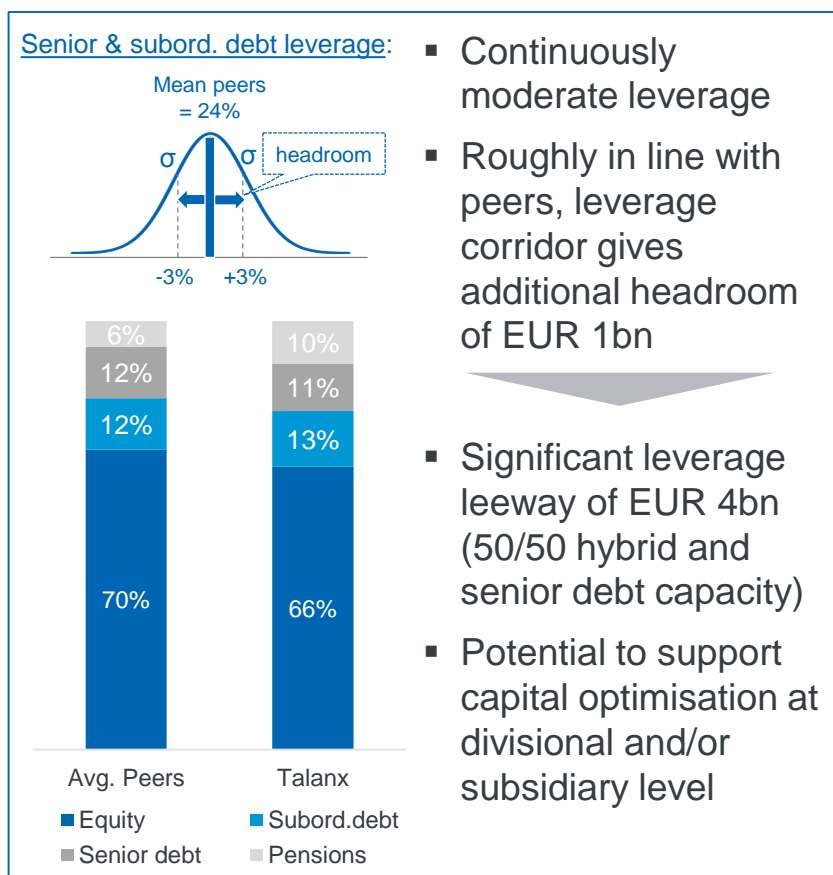 Senior & subord. debt leverage:
Mean peers
= 24%
σ
σ
headroom
-3%
+3%
6%
12%
12%
70%
10%
11%
13%
66%
Avg. Peers
Talanx
■ Equity
■ Subord.debt
■ Senior debt
■ Pensions
▪ Continuously
moderate leverage
▪ Roughly in line with
peers, leverage
corridor gives
additional headroom
of EUR 1bn
▪ Significant leverage
leeway of EUR 4bn
(50/50 hybrid and
senior debt capacity)
▪ Potential to support
capital optimisation at
divisional and/or
subsidiary level